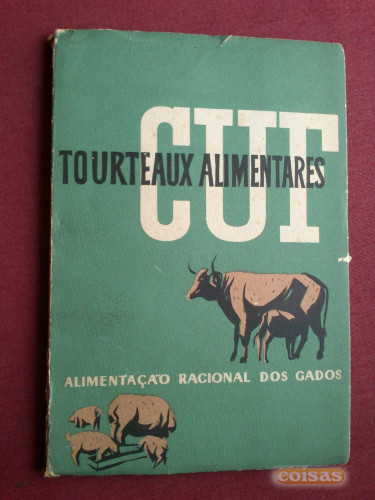 CUF
TOURTEAUX ALIMENTARES
ALIMENTAÇÃO RACIONAL DOS GADOS
coisas